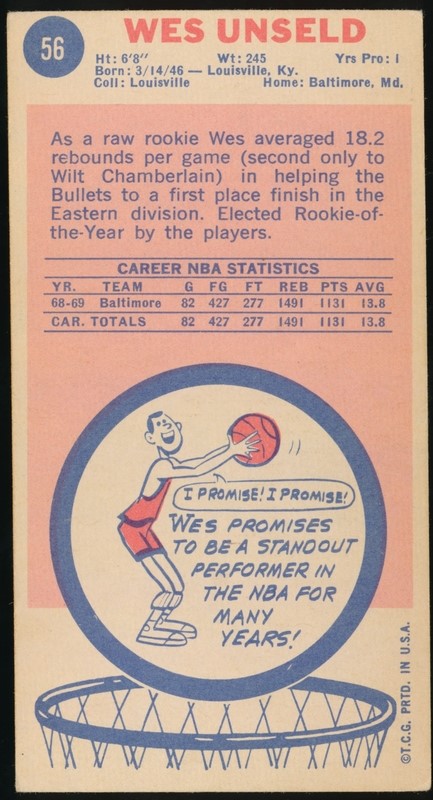 56
WES UNSELD
Ht: 6'8" Wt: 245 Yrs Pro: 1
Born: 3/14/46 — Louisville, Ky.
Coll: Louisville Home: Baltimore, Md.
As a raw rookie Wes averaged 18.2
rebounds per game (second only to
Wilt Chamberlain) in helping the
Bullets to a first place finish in the
Eastern division. Elected Rookie-of-
the-Year by the players.
CAREER NBA STATISTICS
YR. TEAM G FG FT REB PTS AVG
68-69 Baltimore 82 427 277 1491 1131 13.8
CAR. TOTALS 82 427 277 1491 1131 13.8
I PROMISE! I PROMISE!
WES PROMISES
TO BE A STANDOUT
PERFORMER IN
THE NBA FOR
MANY
YEARS!
©T.C.G. PRTD. IN U.S.A.